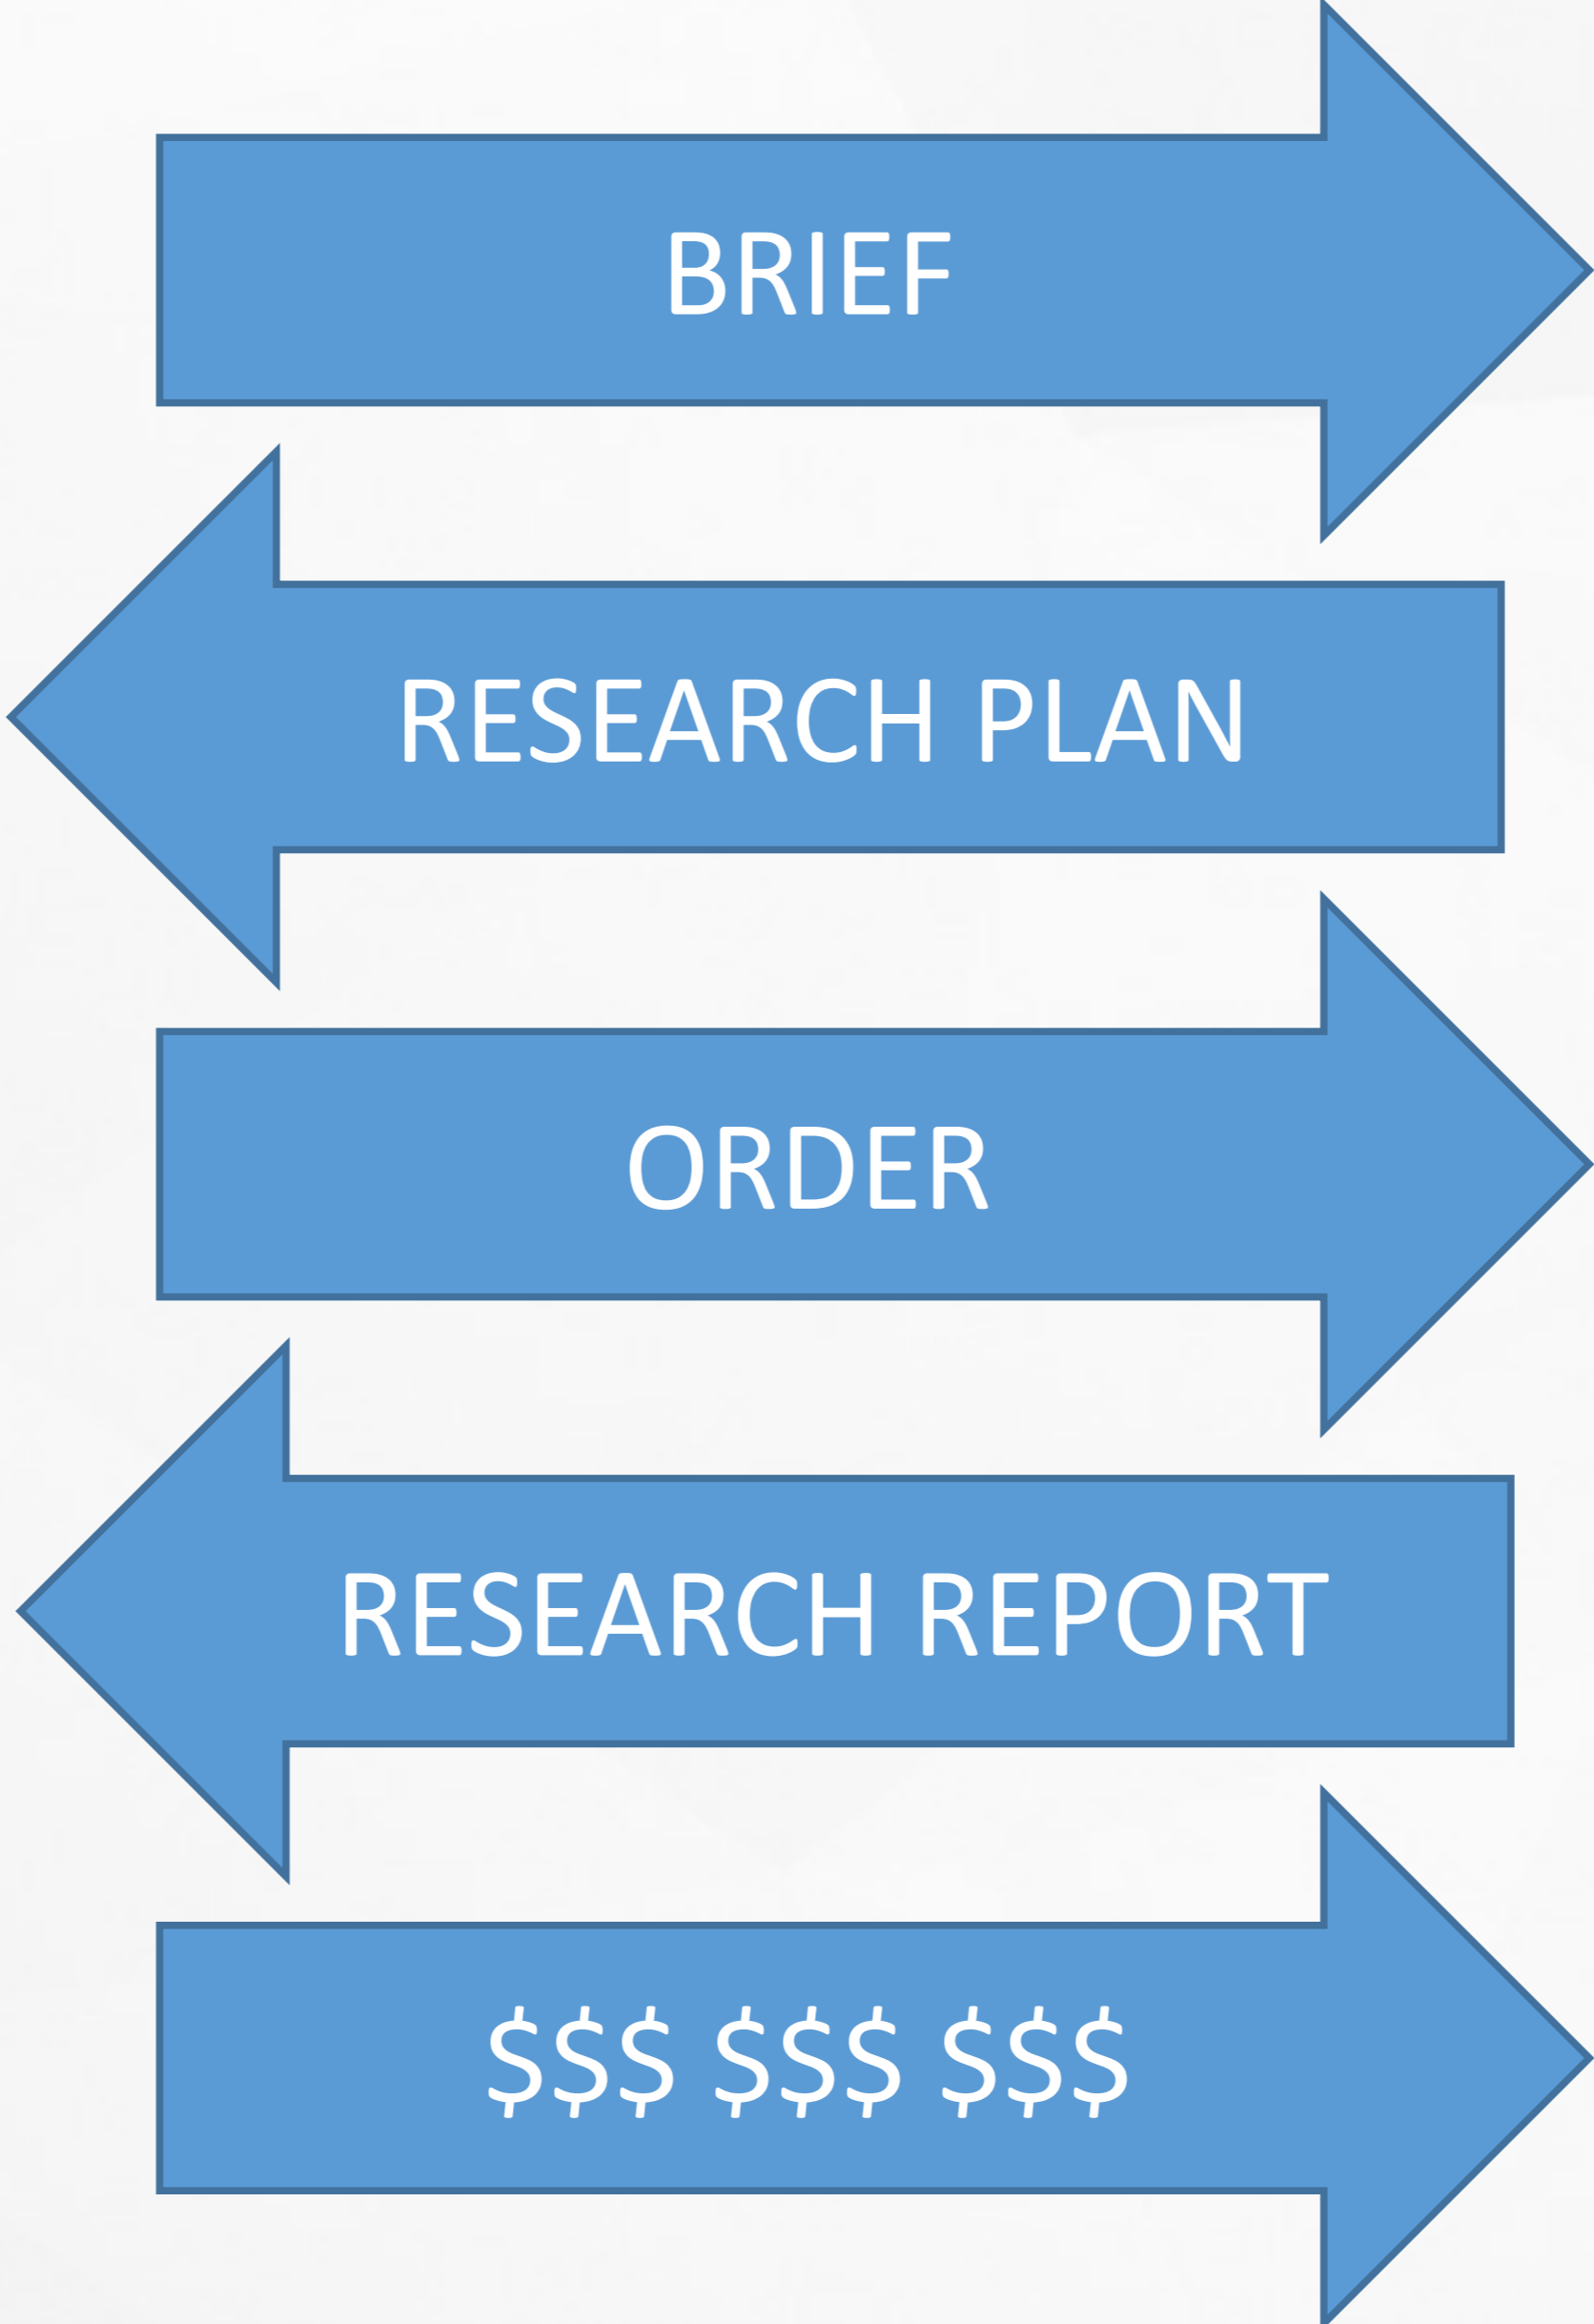 BRIEF
RESEARCH PLAN
ORDER
RESEARCH REPORT
$$$ $$$ $$$